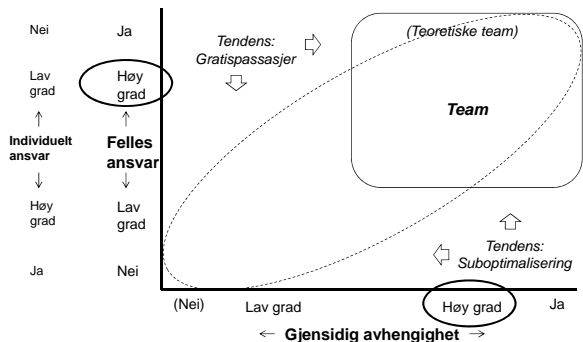 Nei
Ja
(Teoretiske team)
Tendens:
Gratispassasjer
Lav
grad
Høy
grad
Team
Individuelt
ansvar
Felles
ansvar
Høy
grad
Lav
grad
Tendens:
Suboptimalisering
Ja
Nei
(Nei)
Lav grad
Høy grad
Ja
Gjensidig avhengighet